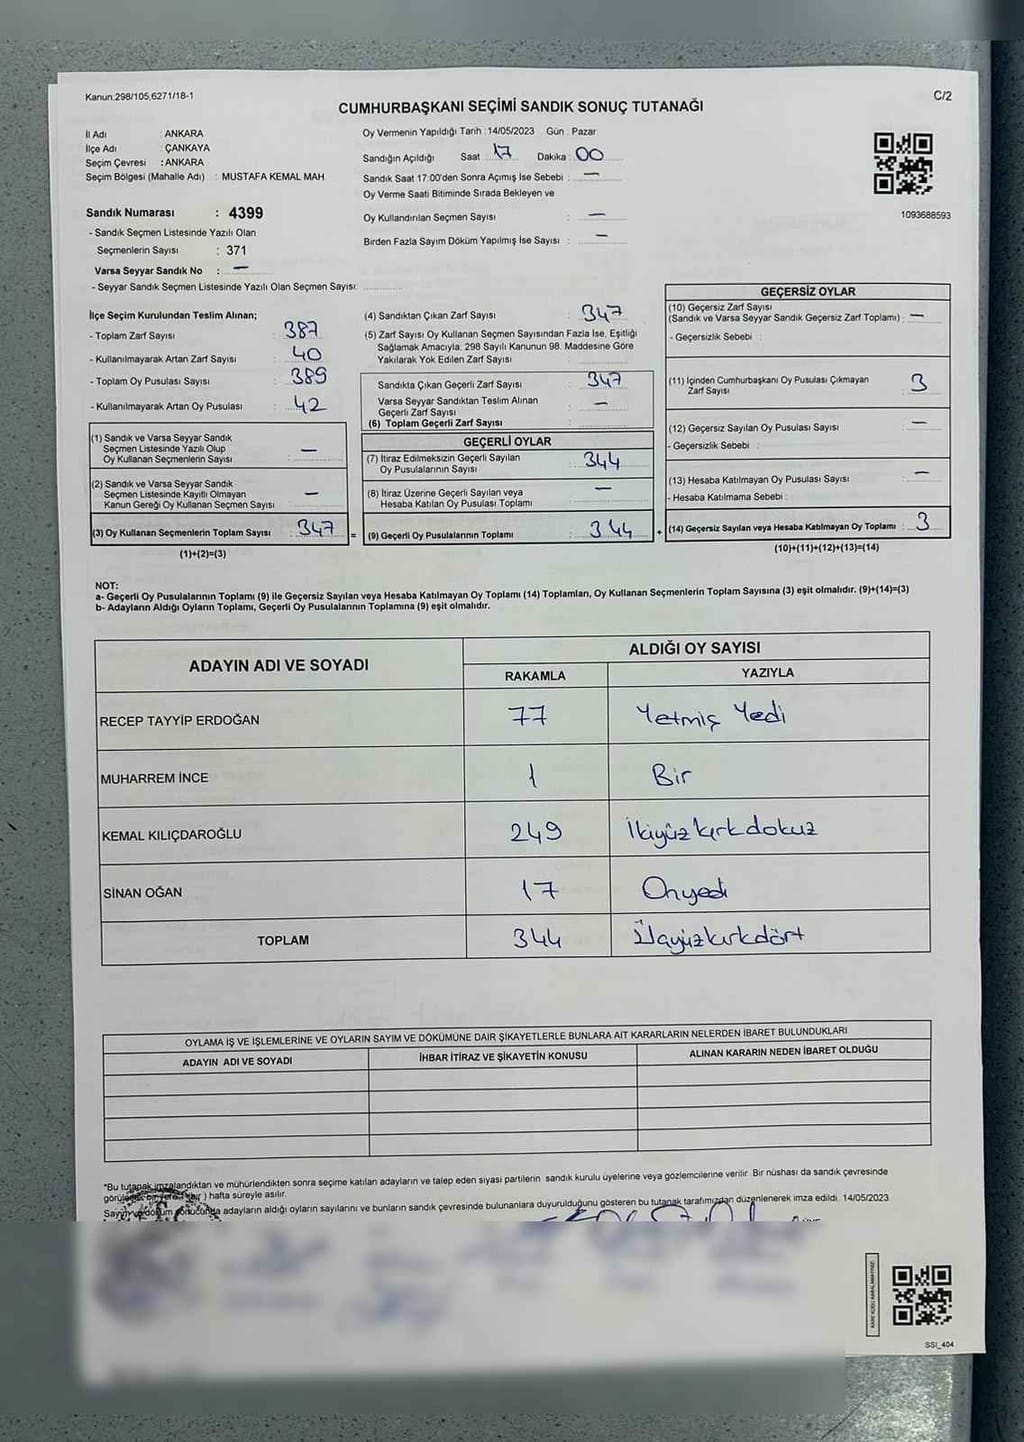 Kanun:298/105,6271/18-1
C/2
CUMHURBAŞKANI SEÇİMİ SANDIK SONUÇ TUTANAĞI
İl Adı : ANKARA
İlçe Adı : ÇANKAYA
Seçim Çevresi : ANKARA
Seçim Bölgesi (Mahalle Adı) : MUSTAFA KEMAL MAH.
Sandık Numarası : 4399
- Sandık Seçmen Listesinde Yazılı Olan
Seçmenlerin Sayısı : 371
Varsa Seyyar Sandık No : —
- Seyyar Sandık Seçmen Listesinde Yazılı Olan Seçmen Sayısı:
Oy Vermenin Yapıldığı Tarih : 14/05/2023 Gün : Pazar
Sandığın Açıldığı Saat : 17 Dakika : 00
Sandık Saat 17:00'den Sonra Açımış İse Sebebi : —
Oy Verme Saati Bitiminde Sırada Bekleyen ve
Oy Kullandırılan Seçmen Sayısı : —
Birden Fazla Sayım Döküm Yapılmış İse Sayısı : —
1093688593
İlçe Seçim Kurulundan Teslim Alınan;
- Toplam Zarf Sayısı : 387
- Kullanılmayarak Artan Zarf Sayısı : 40
- Toplam Oy Pusulası Sayısı : 389
- Kullanılmayarak Artan Oy Pusulası : 42
(1) Sandık ve Varsa Seyyar Sandık
Seçmen Listesinde Yazılı Olup
Oy Kullanan Seçmenlerin Sayısı : —
(2) Sandık ve Varsa Seyyar Sandık
Seçmen Listesinde Kayıtlı Olmayan
Kanun Gereği Oy Kullanan Seçmen Sayısı : —
(3) Oy Kullanan Seçmenlerin Toplam Sayısı : 347 =
(1)+(2)=(3)
(4) Sandıktan Çıkan Zarf Sayısı : 347
(5) Zarf Sayısı Oy Kullanan Seçmen Sayısından Fazla İse, Eşitliği
Sağlamak Amacıyla, 298 Sayılı Kanunun 98. Maddesine Göre
Yakılarak Yok Edilen Zarf Sayısı :
Sandıkta Çıkan Geçerli Zarf Sayısı : 347
Varsa Seyyar Sandıktan Teslim Alınan
Geçerli Zarf Sayısı : —
(6) Toplam Geçerli Zarf Sayısı :
GEÇERLİ OYLAR
(7) İtiraz Edilmeksizin Geçerli Sayılan
Oy Pusulalarının Sayısı : 344
(8) İtiraz Üzerine Geçerli Sayılan veya
Hesaba Katılan Oy Pusulası Toplamı : —
(9) Geçerli Oy Pusulalarının Toplamı : 344 +
GEÇERSİZ OYLAR
(10) Geçersiz Zarf Sayısı
(Sandık ve Varsa Seyyar Sandık Geçersiz Zarf Toplamı) : —
- Geçersizlik Sebebi :
(11) İçinden Cumhurbaşkanı Oy Pusulası Çıkmayan
Zarf Sayısı : 3
(12) Geçersiz Sayılan Oy Pusulası Sayısı : —
- Geçersizlik Sebebi :
(13) Hesaba Katılmayan Oy Pusulası Sayısı : —
- Hesaba Katılmama Sebebi :
(14) Geçersiz Sayılan veya Hesaba Katılmayan Oy Toplamı : 3
(10)+(11)+(12)+(13)=(14)
NOT:
a- Geçerli Oy Pusulalarının Toplamı (9) ile Geçersiz Sayılan veya Hesaba Katılmayan Oy Toplamı (14) Toplamları, Oy Kullanan Seçmenlerin Toplam Sayısına (3) eşit olmalıdır. (9)+(14)=(3)
b- Adayların Aldığı Oyların Toplamı, Geçerli Oy Pusulalarının Toplamına (9) eşit olmalıdır.
ADAYIN ADI VE SOYADI
ALDIĞI OY SAYISI
RAKAMLA YAZIYLA
RECEP TAYYİP ERDOĞAN 77 Yetmiş Yedi
MUHARREM İNCE 1 Bir
KEMAL KILIÇDAROĞLU 249 İkiyüzkırkdokuz
SİNAN OĞAN 17 Onyedi
TOPLAM 344 Üçyüzkırkdört
OYLAMA İŞ VE İŞLEMLERİNE VE OYLARIN SAYIM VE DÖKÜMÜNE DAİR ŞİKAYETLERLE BUNLARA AİT KARARLARIN NELERDEN İBARET BULUNDUKLARI
ADAYIN ADI VE SOYADI İHBAR İTİRAZ VE ŞİKAYETİN KONUSU ALINAN KARARIN NEDEN İBARET OLDUĞU
*Bu tutanak imzalandıktan ve mühürlendikten sonra seçime katılan adayların ve talep eden siyasi partilerin sandık kurulu üyelerine veya gözlemcilerine verilir. Bir nüshası da sandık çevresinde
hafta süreyle asılır.
adayların aldığı oyların sayılarını ve bunların sandık çevresinde bulunanlara duyurulduğunu gösteren bu tutanak tarafımızdan düzenlenerek imza edildi. 14/05/2023
SSI_404